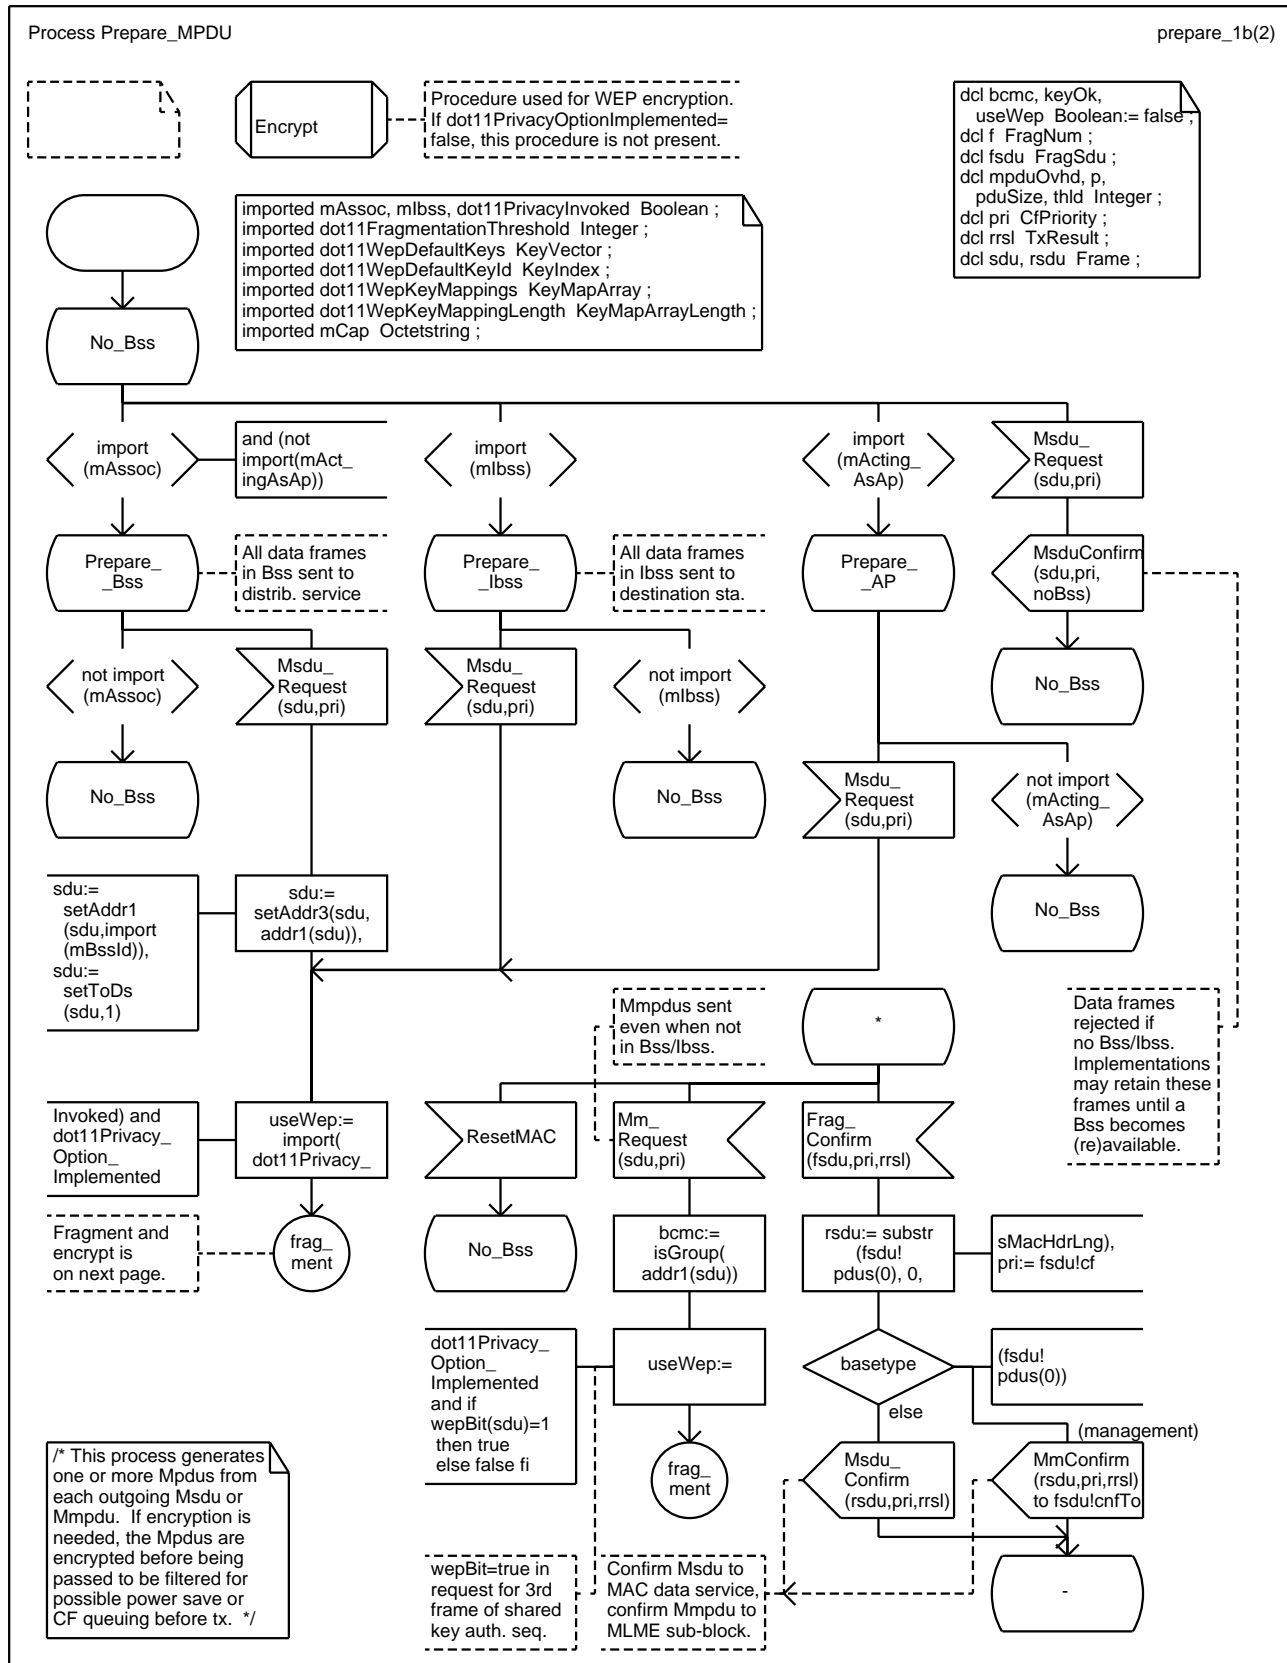 Process Prepare_MPDU
prepare_1b(2)
Encrypt
Procedure used for WEP encryption.
If dot11PrivacyOptionImplemented=
false, this procedure is not present.
dcl bcmc, keyOk,
useWep Boolean:= false ;
dcl f FragNum ;
dcl fsdu FragSdu ;
dcl mpduOvhd, p,
pduSize, thld Integer ;
dcl pri CfPriority ;
dcl rrsl TxResult ;
dcl sdu, rsdu Frame ;
imported mAssoc, mIbss, dot11PrivacyInvoked Boolean ;
imported dot11FragmentationThreshold Integer ;
imported dot11WepDefaultKeys KeyVector ;
imported dot11WepDefaultKeyId KeyIndex ;
imported dot11WepKeyMappings KeyMapArray ;
imported dot11WepKeyMappingLength KeyMapArrayLength ;
imported mCap Octetstring ;
No_Bss
import
(mAssoc)
and (not
import(mAct_
ingAsAp))
import
(mIbss)
import
(mActing_
AsAp)
Msdu_
Request
(sdu,pri)
Prepare_
_Bss
All data frames
in Bss sent to
distrib. service
Prepare_
_Ibss
All data frames
in Ibss sent to
destination sta.
Prepare_
_AP
MsduConfirm
(sdu,pri,
noBss)
not import
(mAssoc)
Msdu_
Request
(sdu,pri)
Msdu_
Request
(sdu,pri)
not import
(mIbss)
No_Bss
No_Bss
No_Bss
Msdu_
Request
(sdu,pri)
not import
(mActing_
AsAp)
No_Bss
sdu:=
setAddr1
(sdu,import
(mBssId)),
sdu:=
setToDs
(sdu,1)
sdu:=
setAddr3(sdu,
addr1(sdu)),
Mmpdus sent
even when not
in Bss/Ibss.
*
Data frames
rejected if
no Bss/Ibss.
Implementations
may retain these
frames until a
Bss becomes
(re)available.
Invoked) and
dot11Privacy_
Option_
Implemented
useWep:=
import(
dot11Privacy_
ResetMAC
Mm_
Request
(sdu,pri)
Frag_
Confirm
(fsdu,pri,rrsl)
Fragment and
encrypt is
on next page.
frag_
ment
No_Bss
bcmc:=
isGroup(
addr1(sdu))
rsdu:= substr
(fsdu!
pdus(0), 0,
sMacHdrLng),
pri:= fsdu!cf
dot11Privacy_
Option_
Implemented
and if
wepBit(sdu)=1
then true
else false fi
useWep:=
basetype
(fsdu!
pdus(0))
else
(management)
/* This process generates
one or more Mpdus from
each outgoing Msdu or
Mmpdu. If encryption is
needed, the Mpdus are
encrypted before being
passed to be filtered for
possible power save or
CF queuing before tx. */
frag_
ment
Msdu_
Confirm
(rsdu,pri,rrsl)
MmConfirm
(rsdu,pri,rrsl)
to fsdu!cnfTo
wepBit=true in
request for 3rd
frame of shared
key auth. seq.
Confirm Msdu to
MAC data service,
confirm Mmpdu to
MLME sub-block.
-